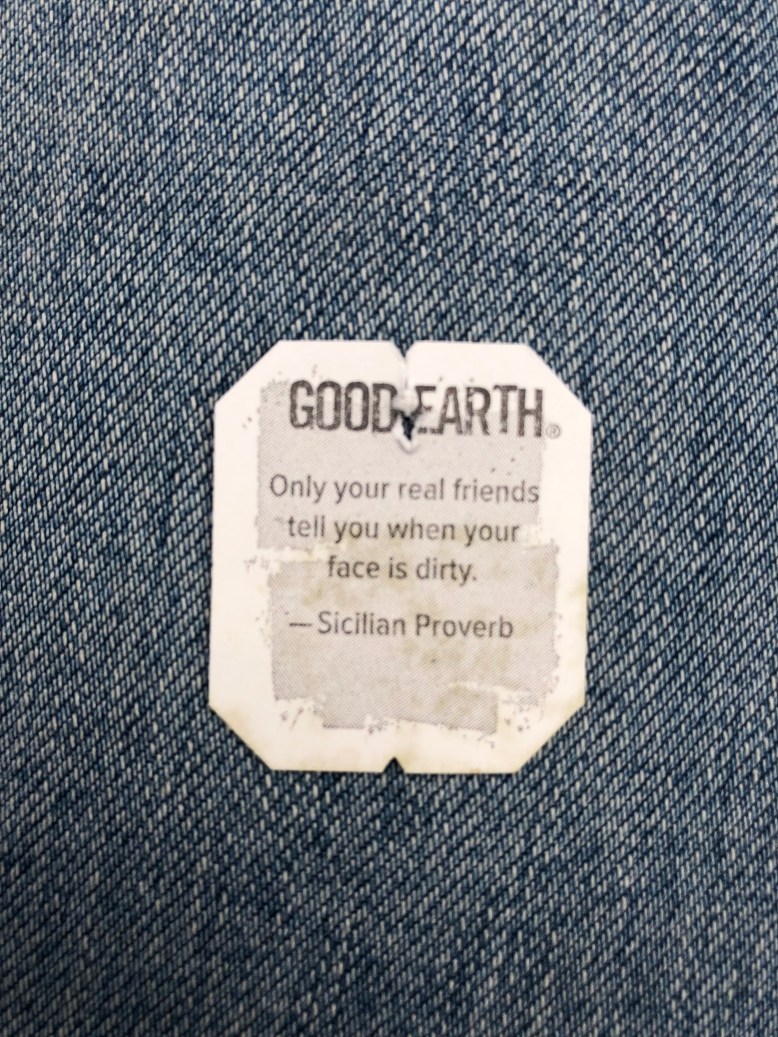 GOOD EARTH®
Only your real friends
tell you when your
face is dirty.
— Sicilian Proverb